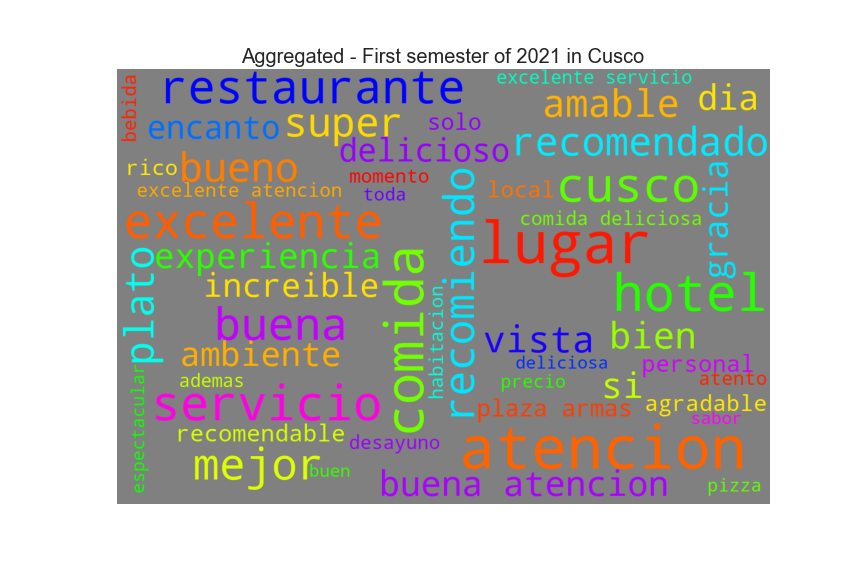 Aggregated - First semester of 2021 in Cusco
bebida
restaurante
excelente servicio
amable
dia
encanto
super
solo
recomendado
delicioso
rico
bueno
momento
excelente atencion
toda
local
cusco
gracia
comida deliciosa
excelente
recomiendo
lugar
experiencia
plato
increible
comida
habitacion
hotel
buena
vista
bien
ambiente
deliciosa
personal
ademas
precio
si
atento
espectacular
servicio
plaza armas
agradable
sabor
recomendable
desayuno
atencion
mejor
buen
buena atencion
pizza